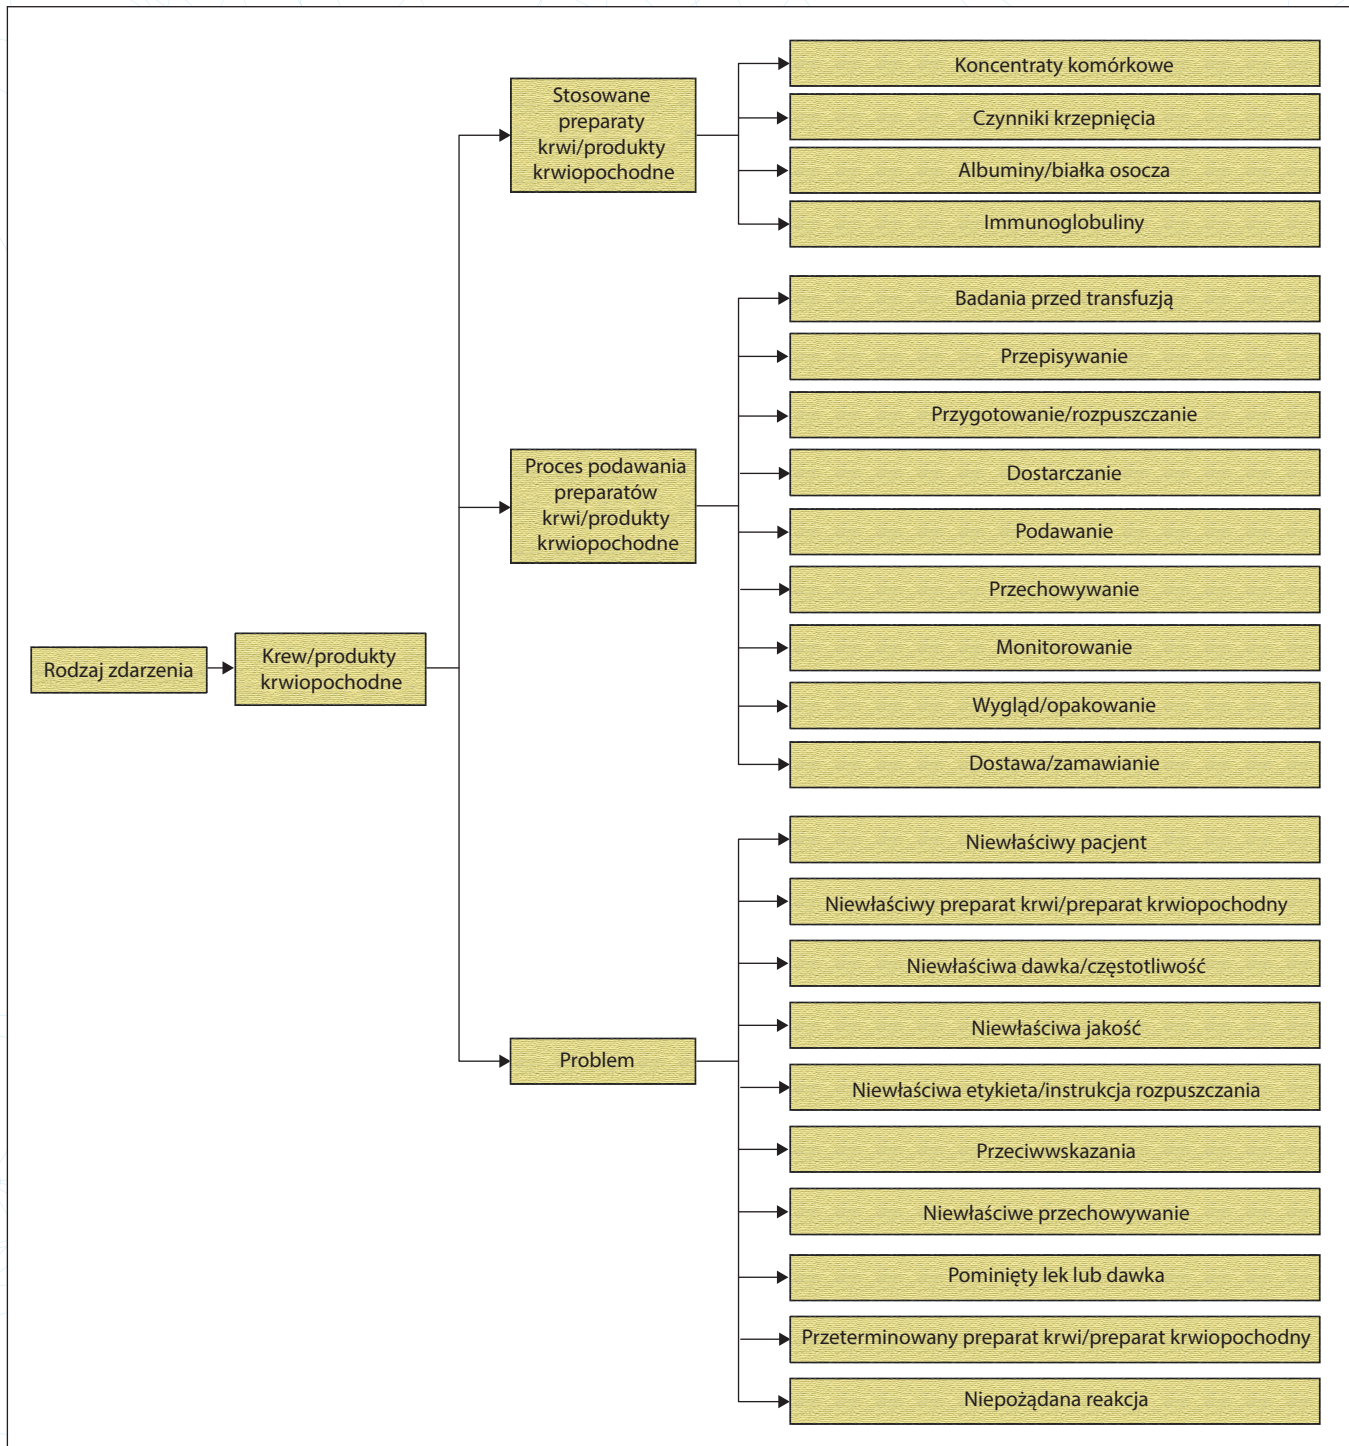 Rodzaj zdarzenia
Krew/produkty
krwiopochodne
Stosowane
preparaty
krwi/produkty
krwiopochodne
Koncentraty komórkowe
Czynniki krzepnięcia
Albuminy/białka osocza
Immunoglobuliny
Proces podawania
preparatów
krwi/produkty
krwiopochodne
Badania przed transfuzją
Przepisywanie
Przygotowanie/rozpuszczanie
Dostarczanie
Podawanie
Przechowywanie
Monitorowanie
Wygląd/opakowanie
Dostawa/zamawianie
Problem
Niewłaściwy pacjent
Niewłaściwy preparat krwi/preparat krwiopochodny
Niewłaściwa dawka/częstotliwość
Niewłaściwa jakość
Niewłaściwa etykieta/instrukcja rozpuszczania
Przeciwwskazania
Niewłaściwe przechowywanie
Pominięty lek lub dawka
Przeterminowany preparat krwi/preparat krwiopochodny
Niepożądana reakcja